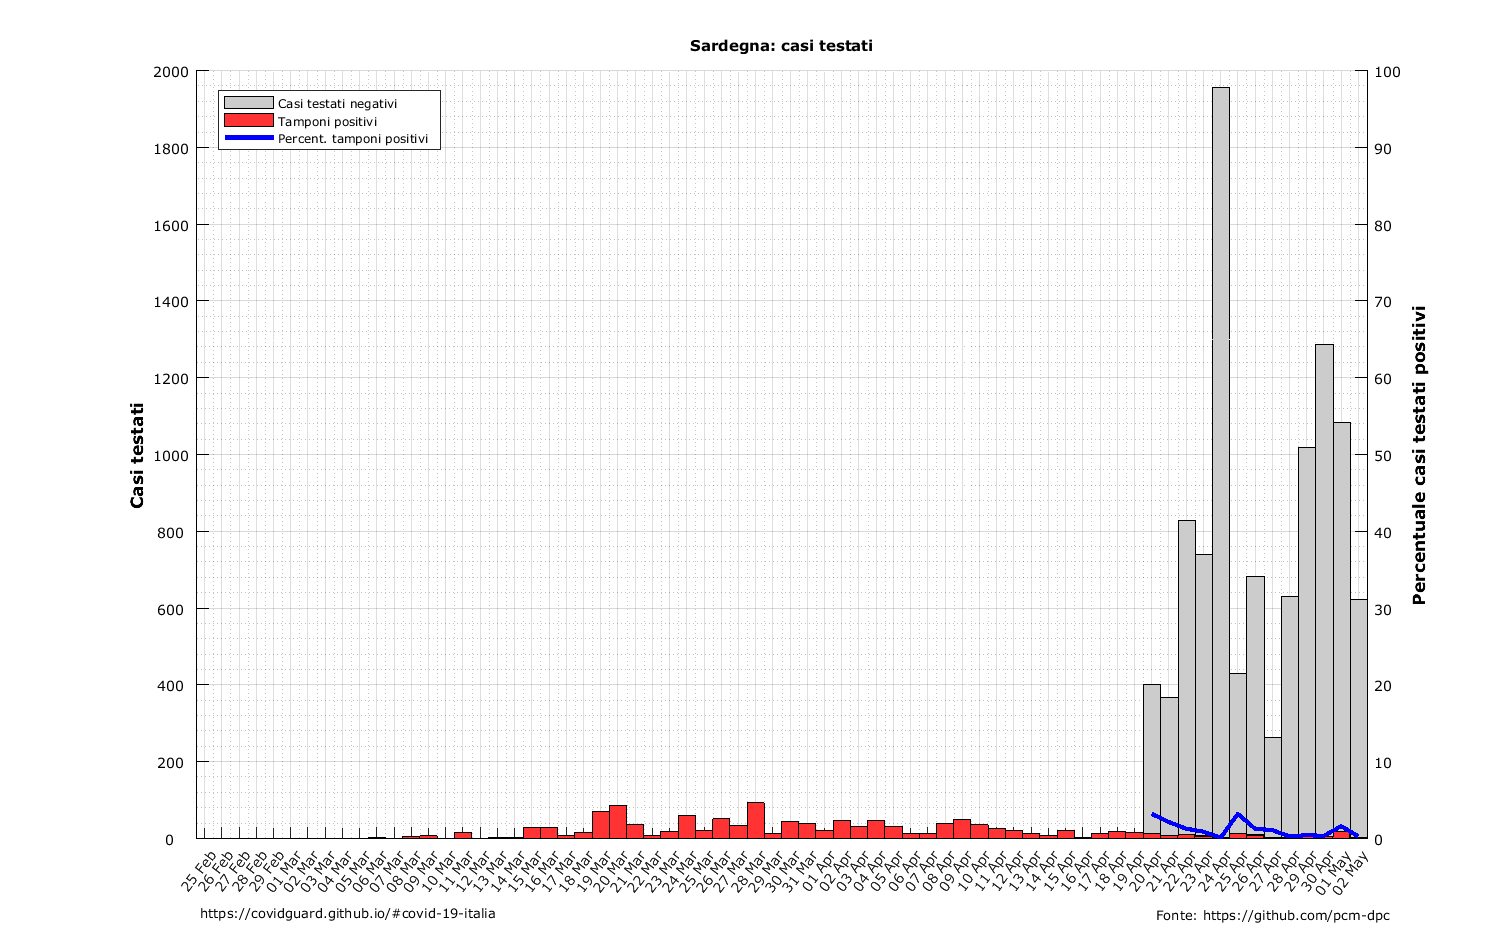 Sardegna: casi testati
Casi testati negativi
Tamponi positivi
Percent. tamponi positivi
Casi testati
2000
1800
1600
1400
1200
1000
800
600
400
200
0
100
90
80
70
60
50
40
30
20
10
0
Percentuale casi testati positivi
25 Feb
26 Feb
27 Feb
28 Feb
29 Feb
01 Mar
02 Mar
03 Mar
04 Mar
05 Mar
06 Mar
07 Mar
08 Mar
09 Mar
10 Mar
11 Mar
12 Mar
13 Mar
14 Mar
15 Mar
16 Mar
17 Mar
18 Mar
19 Mar
20 Mar
21 Mar
22 Mar
23 Mar
24 Mar
25 Mar
26 Mar
27 Mar
28 Mar
29 Mar
30 Mar
31 Mar
01 Apr
02 Apr
03 Apr
04 Apr
05 Apr
06 Apr
07 Apr
08 Apr
09 Apr
10 Apr
11 Apr
12 Apr
13 Apr
14 Apr
15 Apr
16 Apr
17 Apr
18 Apr
19 Apr
20 Apr
21 Apr
22 Apr
23 Apr
24 Apr
25 Apr
26 Apr
27 Apr
28 Apr
29 Apr
30 Apr
01 May
02 May
https://covidguard.github.io/#covid-19-italia
Fonte: https://github.com/pcm-dpc